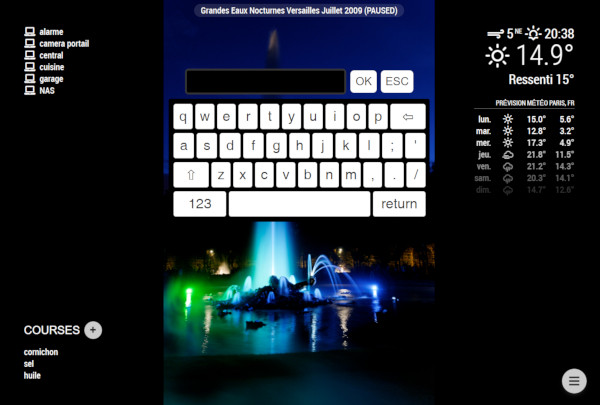 Grandes Eaux Nocturnes Versailles Juillet 2009 (PAUSED)
alarme
camera portail
central
cuisine
garage
NAS
5 NE 20:38
14.9°
Ressenti 15°
PRÉVISION MÉTÉO PARIS, FR
lun. 15.0° 5.6°
mar. 12.8° 3.2°
mer. 17.3° 4.9°
jeu. 21.8° 11.5°
ven. 21.2° 14.3°
sam. 20.3° 14.1°
dim. 14.7° 12.6°
OK ESC
q w e r t y u i o p ⇦
a s d f g h j k l ; '
⇧ z x c v b n m , . /
123 return
COURSES +
cornichon
sel
huile